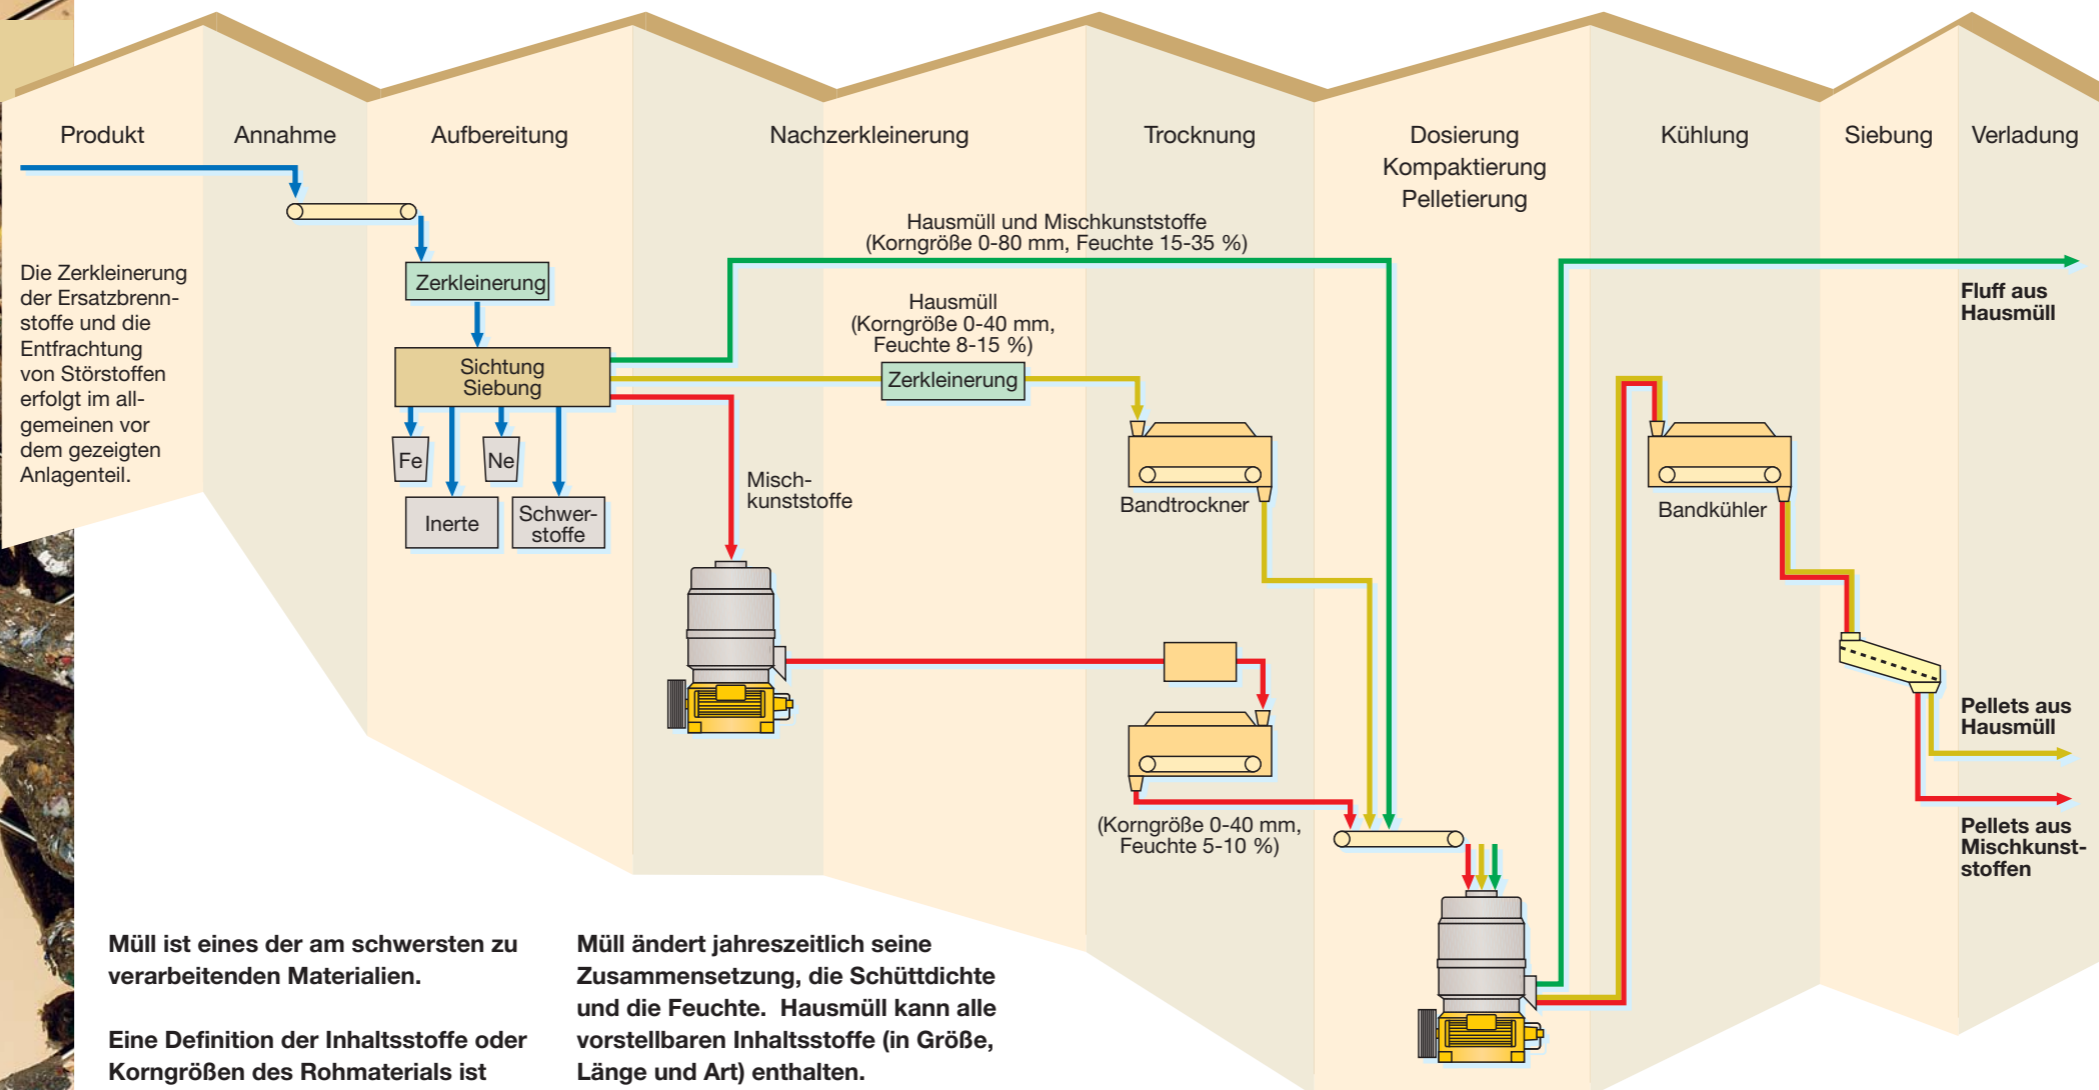 Produkt
Annahme
Aufbereitung
Nachzerkleinerung
Trocknung
Dosierung
Kompaktierung
Pelletierung
Kühlung
Siebung
Verladung
Die Zerkleinerung
der Ersatzbrenn-
stoffe und die
Entfrachtung
von Störstoffen
erfolgt im all-
gemeinen vor
dem gezeigten
Anlagenteil.
Zerkleinerung
Sichtung
Siebung
Fe
Ne
Inerte
Schwer-
stoffe
Hausmüll und Mischkunststoffe
(Korngröße 0-80 mm, Feuchte 15-35 %)
Hausmüll
(Korngröße 0-40 mm,
Feuchte 8-15 %)
Zerkleinerung
Misch-
kunststoffe
Bandtrockner
(Korngröße 0-40 mm,
Feuchte 5-10 %)
Bandkühler
Fluff aus
Hausmüll
Pellets aus
Hausmüll
Pellets aus
Mischkunst-
stoffen
Müll ist eines der am schwersten zu
verarbeitenden Materialien.
Eine Definition der Inhaltsstoffe oder
Korngrößen des Rohmaterials ist
Müll ändert jahreszeitlich seine
Zusammensetzung, die Schüttdichte
und die Feuchte. Hausmüll kann alle
vorstellbaren Inhaltsstoffe (in Größe,
Länge und Art) enthalten.